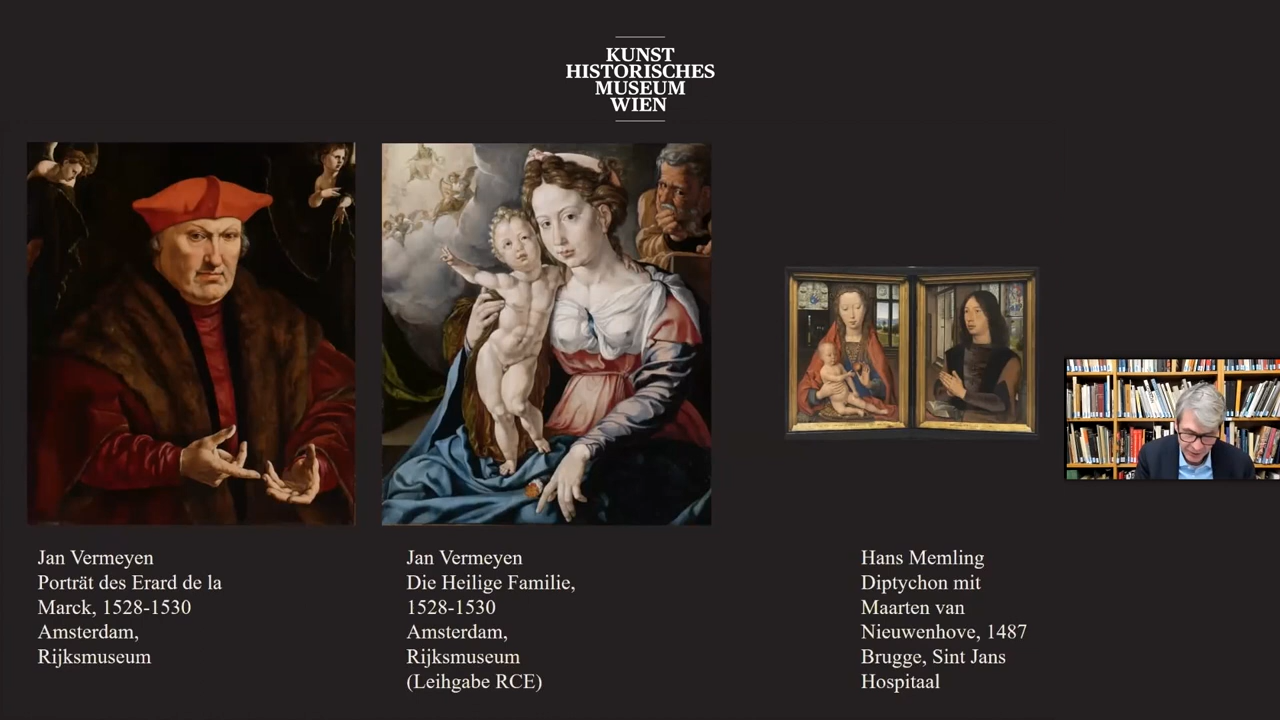 KUNST
HISTORISCHES
MUSEUM
WIEN
Jan Vermeyen
Porträt des Erard de la
Marck, 1528-1530
Amsterdam,
Rijksmuseum
Jan Vermeyen
Die Heilige Familie,
1528-1530
Amsterdam,
Rijksmuseum
(Leihgabe RCE)
Hans Memling
Diptychon mit
Maarten van
Nieuwenhove, 1487
Brugge, Sint Jans
Hospitaal